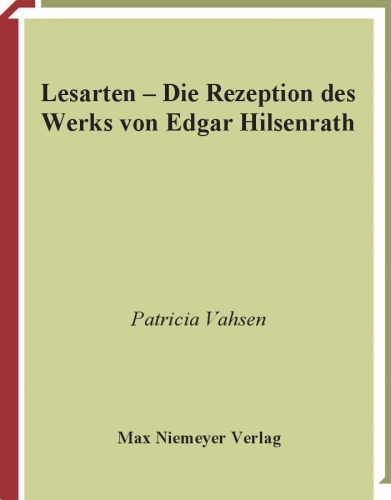 Lesarten – Die Rezeption des
Werks von Edgar Hilsenrath
Patricia Vahsen
Max Niemeyer Verlag